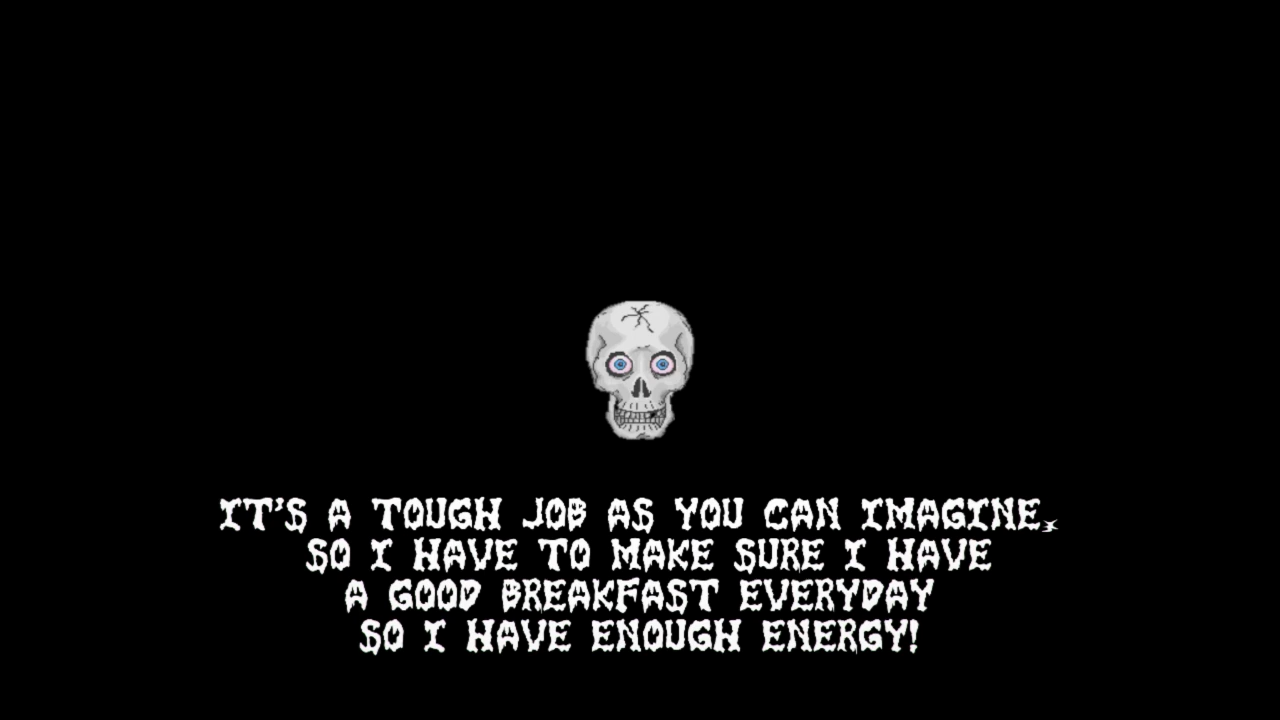 IT'S A TOUGH JOB AS YOU CAN IMAGINE,
SO I HAVE TO MAKE SURE I HAVE
A GOOD BREAKFAST EVERYDAY
SO I HAVE ENOUGH ENERGY!